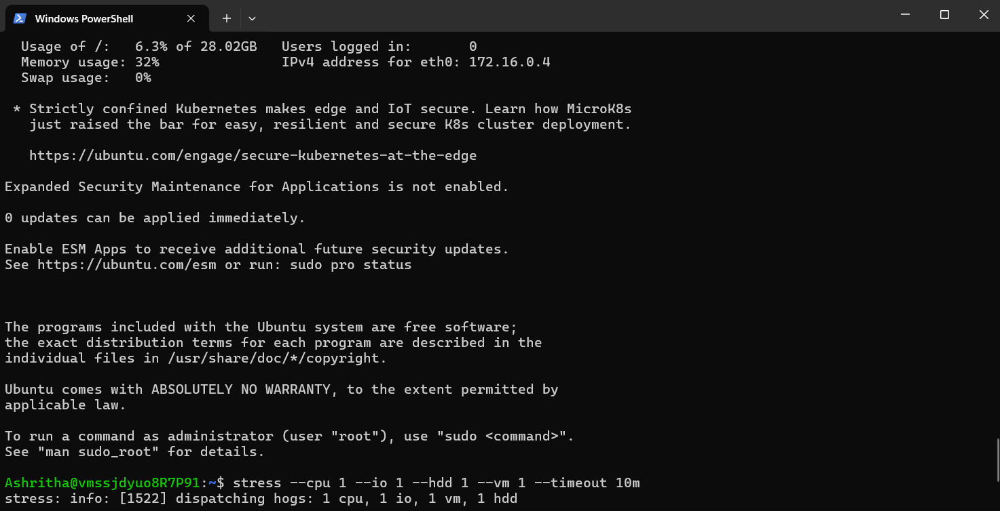 Windows PowerShell
  Usage of /:   6.3% of 28.02GB   Users logged in:       0
  Memory usage: 32%               IPv4 address for eth0: 172.16.0.4
  Swap usage:   0%
 * Strictly confined Kubernetes makes edge and IoT secure. Learn how MicroK8s
   just raised the bar for easy, resilient and secure K8s cluster deployment.
   https://ubuntu.com/engage/secure-kubernetes-at-the-edge
Expanded Security Maintenance for Applications is not enabled.
0 updates can be applied immediately.
Enable ESM Apps to receive additional future security updates.
See https://ubuntu.com/esm or run: sudo pro status
The programs included with the Ubuntu system are free software;
the exact distribution terms for each program are described in the
individual files in /usr/share/doc/*/copyright.
Ubuntu comes with ABSOLUTELY NO WARRANTY, to the extent permitted by
applicable law.
To run a command as administrator (user "root"), use "sudo <command>".
See "man sudo_root" for details.
Ashritha@vmssjdyuo8R7P91:~$ stress --cpu 1 --io 1 --hdd 1 --vm 1 --timeout 10m
stress: info: [1522] dispatching hogs: 1 cpu, 1 io, 1 vm, 1 hdd